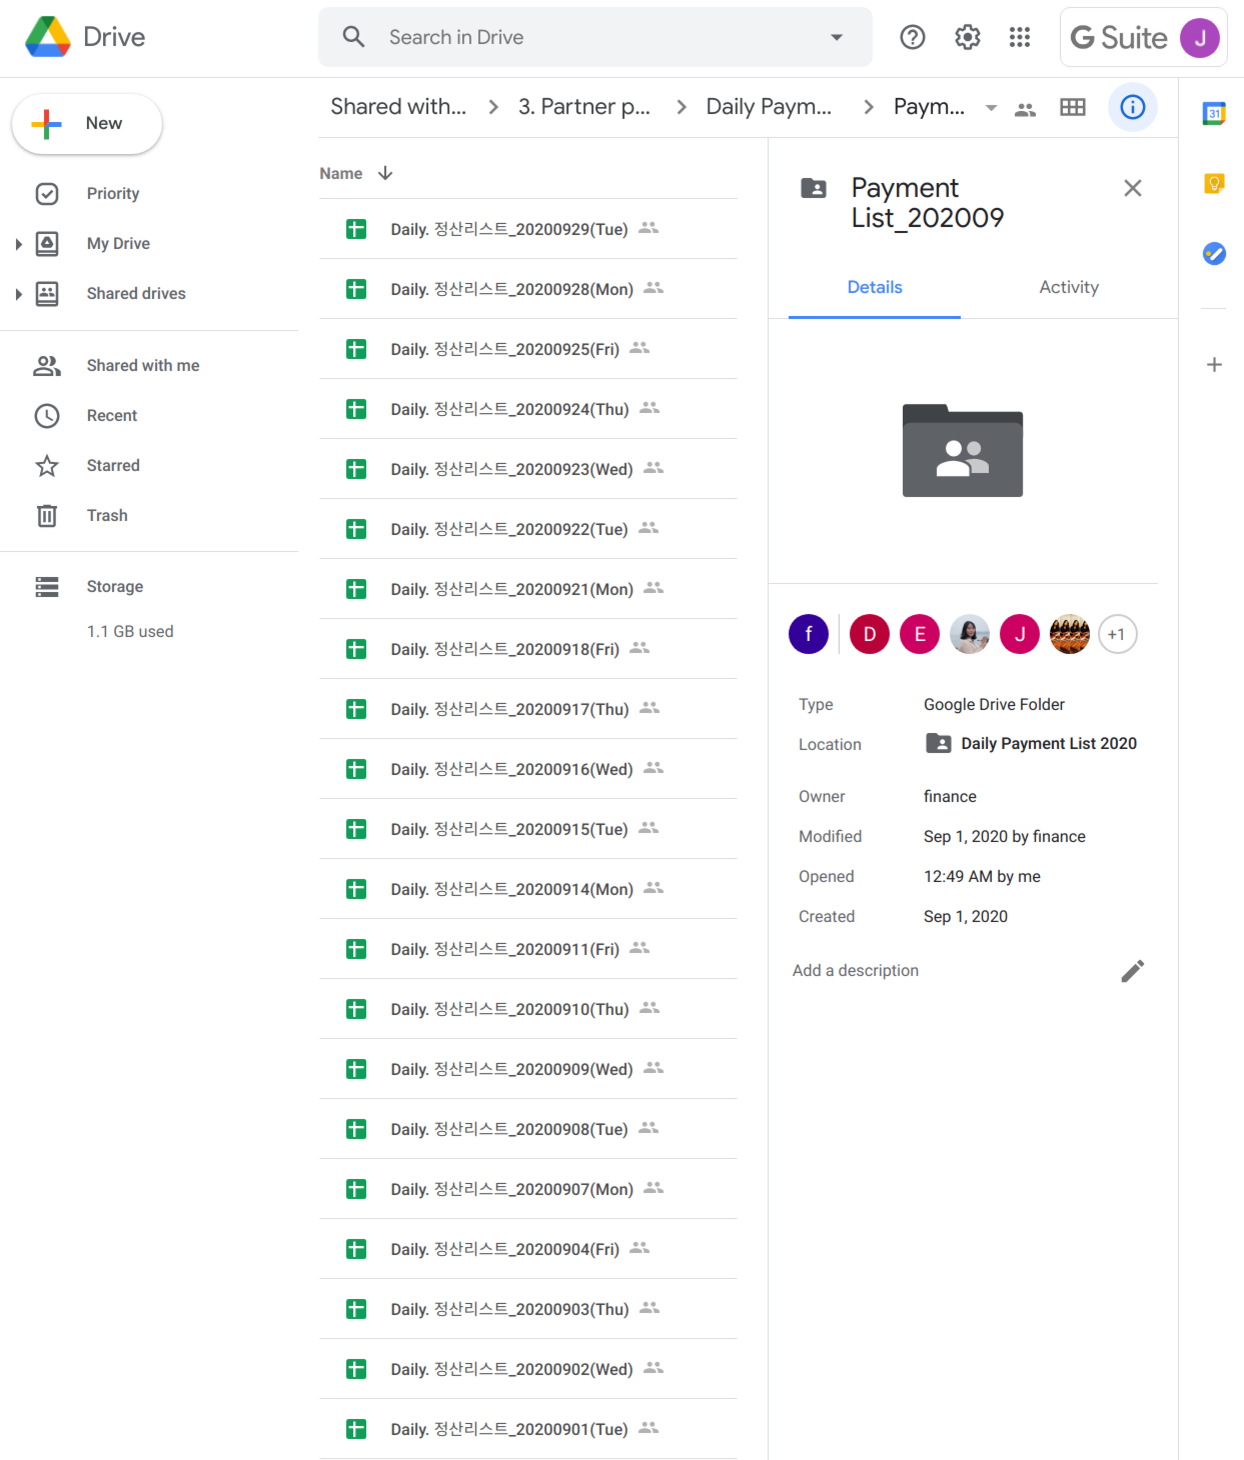 Drive
Search in Drive
G Suite
J
New
Priority
My Drive
Shared drives
Shared with me
Recent
Starred
Trash
Storage
1.1 GB used
Shared with... > 3. Partner p... > Daily Paym... > Paym...
Name
Daily. 정산리스트_20200929(Tue)
Daily. 정산리스트_20200928(Mon)
Daily. 정산리스트_20200925(Fri)
Daily. 정산리스트_20200924(Thu)
Daily. 정산리스트_20200923(Wed)
Daily. 정산리스트_20200922(Tue)
Daily. 정산리스트_20200921(Mon)
Daily. 정산리스트_20200918(Fri)
Daily. 정산리스트_20200917(Thu)
Daily. 정산리스트_20200916(Wed)
Daily. 정산리스트_20200915(Tue)
Daily. 정산리스트_20200914(Mon)
Daily. 정산리스트_20200911(Fri)
Daily. 정산리스트_20200910(Thu)
Daily. 정산리스트_20200909(Wed)
Daily. 정산리스트_20200908(Tue)
Daily. 정산리스트_20200907(Mon)
Daily. 정산리스트_20200904(Fri)
Daily. 정산리스트_20200903(Thu)
Daily. 정산리스트_20200902(Wed)
Daily. 정산리스트_20200901(Tue)
Payment
List_202009
Details Activity
f D E J +1
Type Google Drive Folder
Location Daily Payment List 2020
Owner finance
Modified Sep 1, 2020 by finance
Opened 12:49 AM by me
Created Sep 1, 2020
Add a description
31